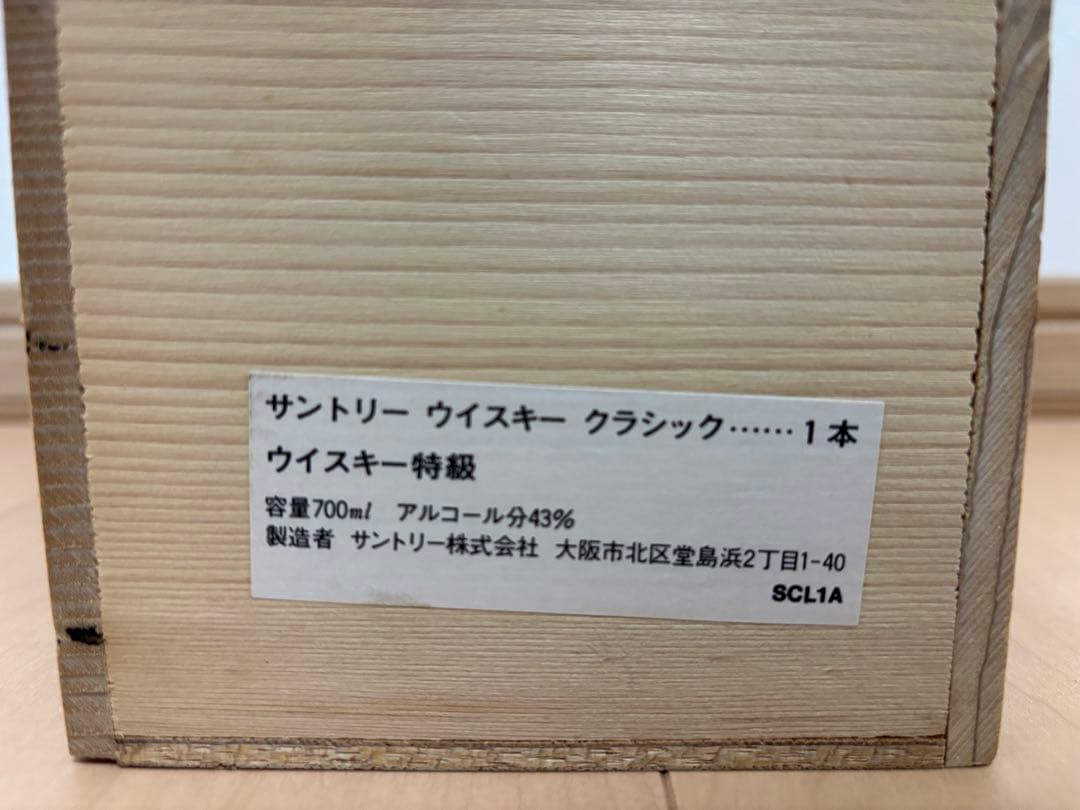 サントリー ウイスキー クラシック……1本
ウイスキー特級
容量700ml アルコール分43%
製造者 サントリー株式会社 大阪市北区堂島浜2丁目1-40
SCL1A